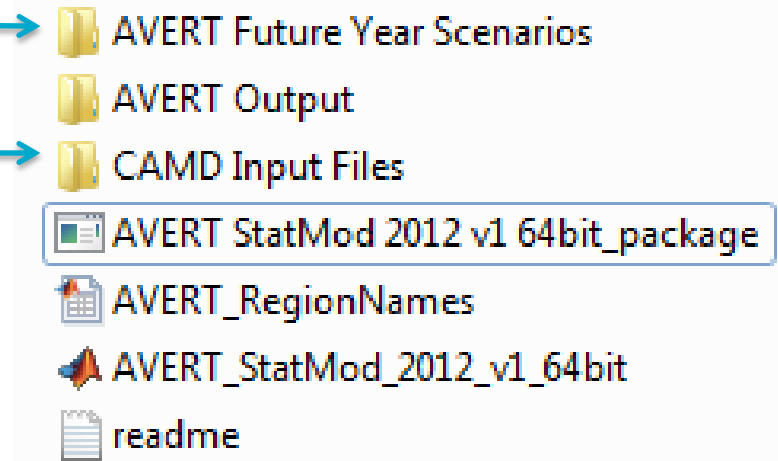 AVERT Future Year Scenarios
AVERT Output
CAMD Input Files
AVERT StatMod 2012 v1 64bit_package
AVERT_RegionNames
AVERT_StatMod_2012_v1_64bit
readme